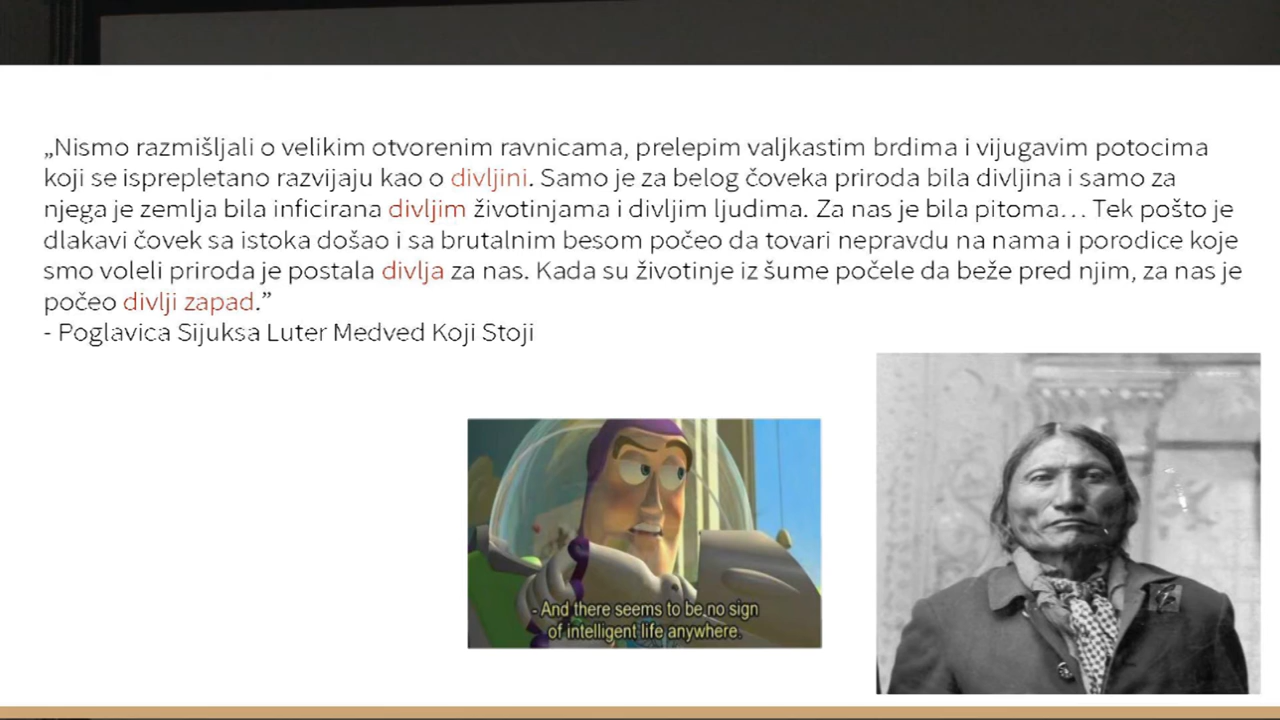 „Nismo razmišljali o velikim otvorenim ravnicama, prelepim valjkastim brdima i vijugavim potocima
koji se isprepletano razvijaju kao o divljini. Samo je za belog čoveka priroda bila divljina i samo za
njega je zemlja bila inficirana divljim životinjama i divljim ljudima. Za nas je bila pitoma... Tek pošto je
dlakavi čovek sa istoka došao i sa brutalnim besom počeo da tovari nepravdu na nama i porodice koje
smo voleli priroda je postala divlja za nas. Kada su životinje iz šume počele da beže pred njim, za nas je
počeo divlji zapad.”
- Poglavica Sijuksa Luter Medved Koji Stoji
- And there seems to be no sign
of intelligent life anywhere.